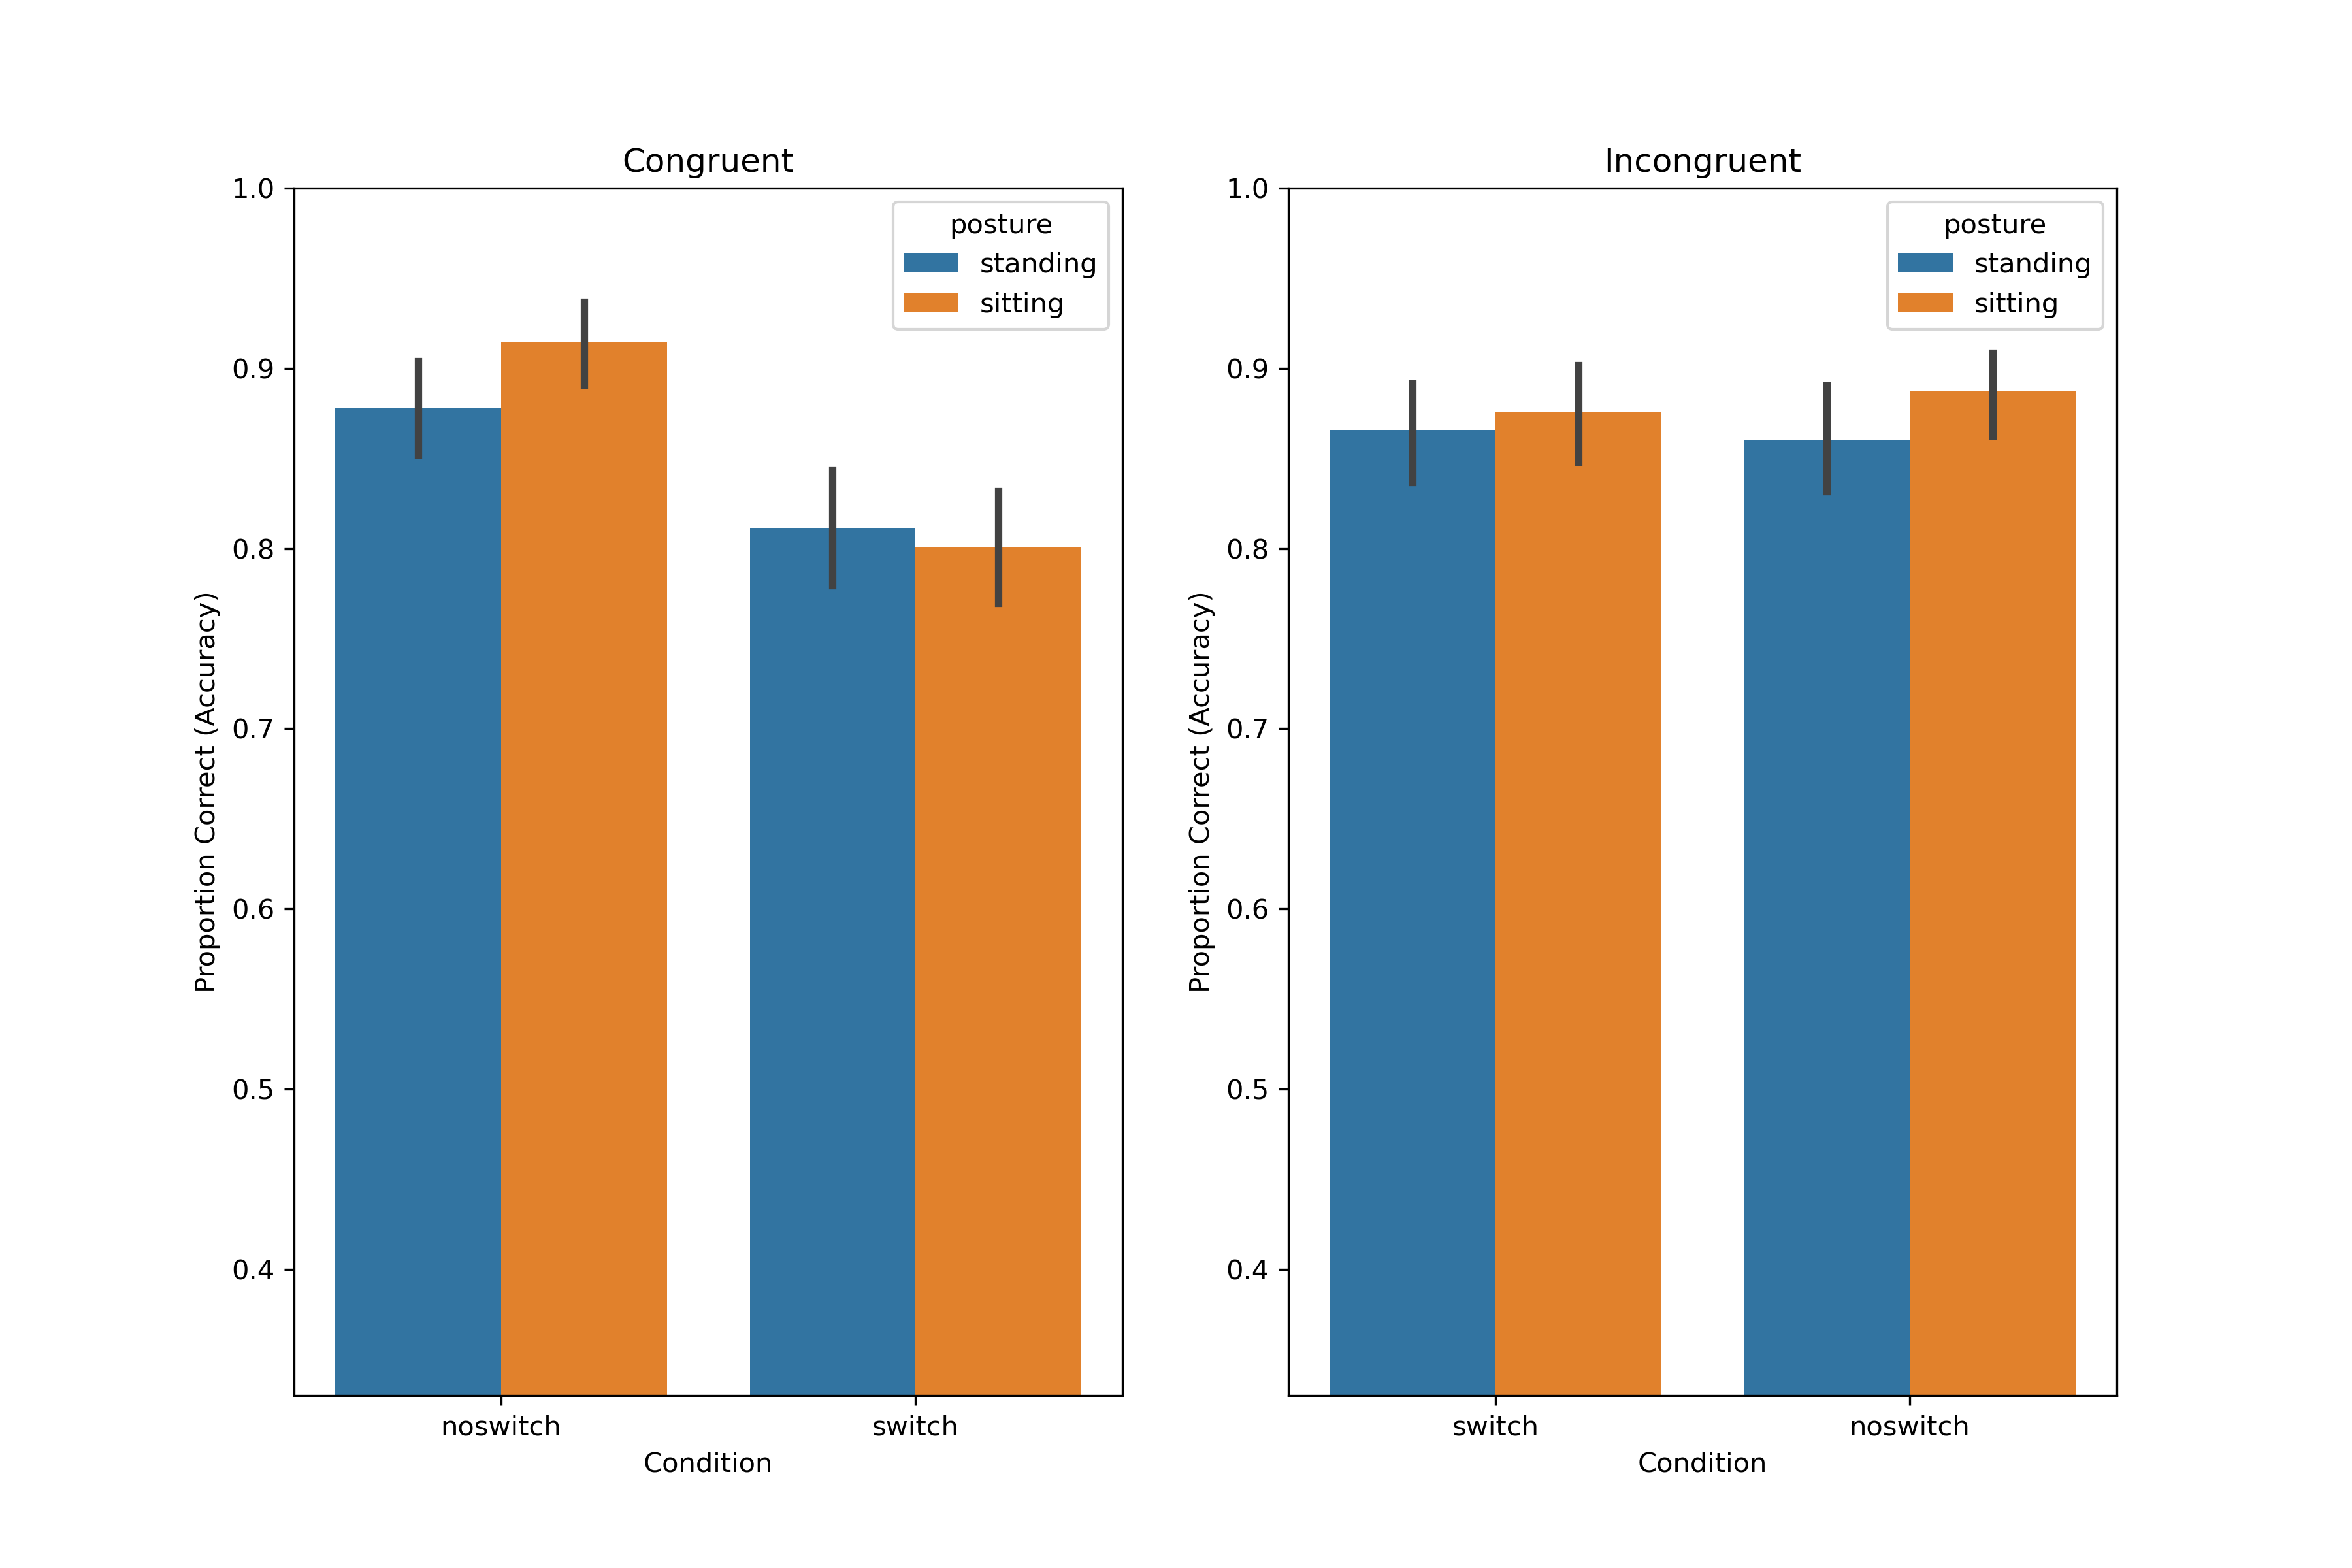 Congruent
1.0
0.9
0.8
0.7
0.6
0.5
0.4
Proportion Correct (Accuracy)
posture
standing
sitting
noswitch
switch
Condition
Incongruent
1.0
0.9
0.8
0.7
0.6
0.5
0.4
Proportion Correct (Accuracy)
posture
standing
sitting
switch
noswitch
Condition